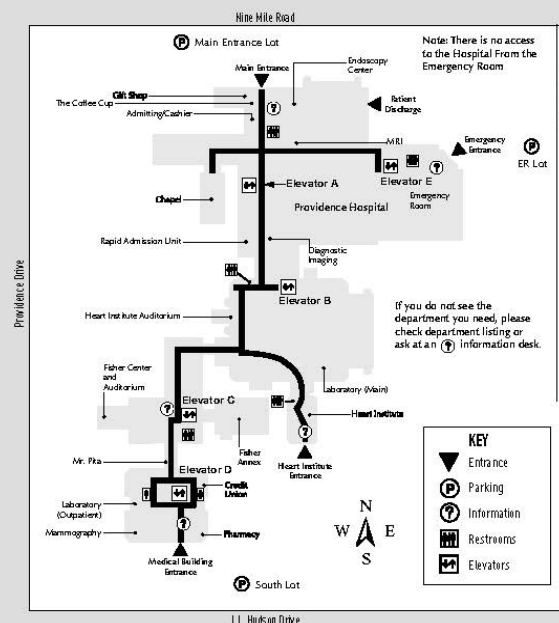 Nine Mile Road
Main Entrance Lot
Note: There is no access
to the Hospital From the
Emergency Room
Main Entrance
Endoscopy
Center
Gift Shop
The Coffee Cup
Admitting/Cashier
Patient
Discharge
MRI
Emergency
Entrance
ER Lot
Elevator A
Elevator E
Emergency
Room
Chapel
Providence Hospital
Rapid Admission Unit
Diagnostic
Imaging
Providence Drive
Elevator B
Heart Institute Auditorium
If you do not see the
department you need, please
check department listing or
ask at an ? information desk.
Fisher Center
and
Auditorium
Laboratory (Main)
Elevator C
Heart Institute
Mr. Pita
Fisher
Annex
Heart Institute
Entrance
Elevator D
Credit
Union
Laboratory
(Outpatient)
Mammography
Pharmacy
Medical Building
Entrance
South Lot
N
W E
S
KEY
Entrance
P Parking
? Information
Restrooms
Elevators
J.L. Hudson Drive